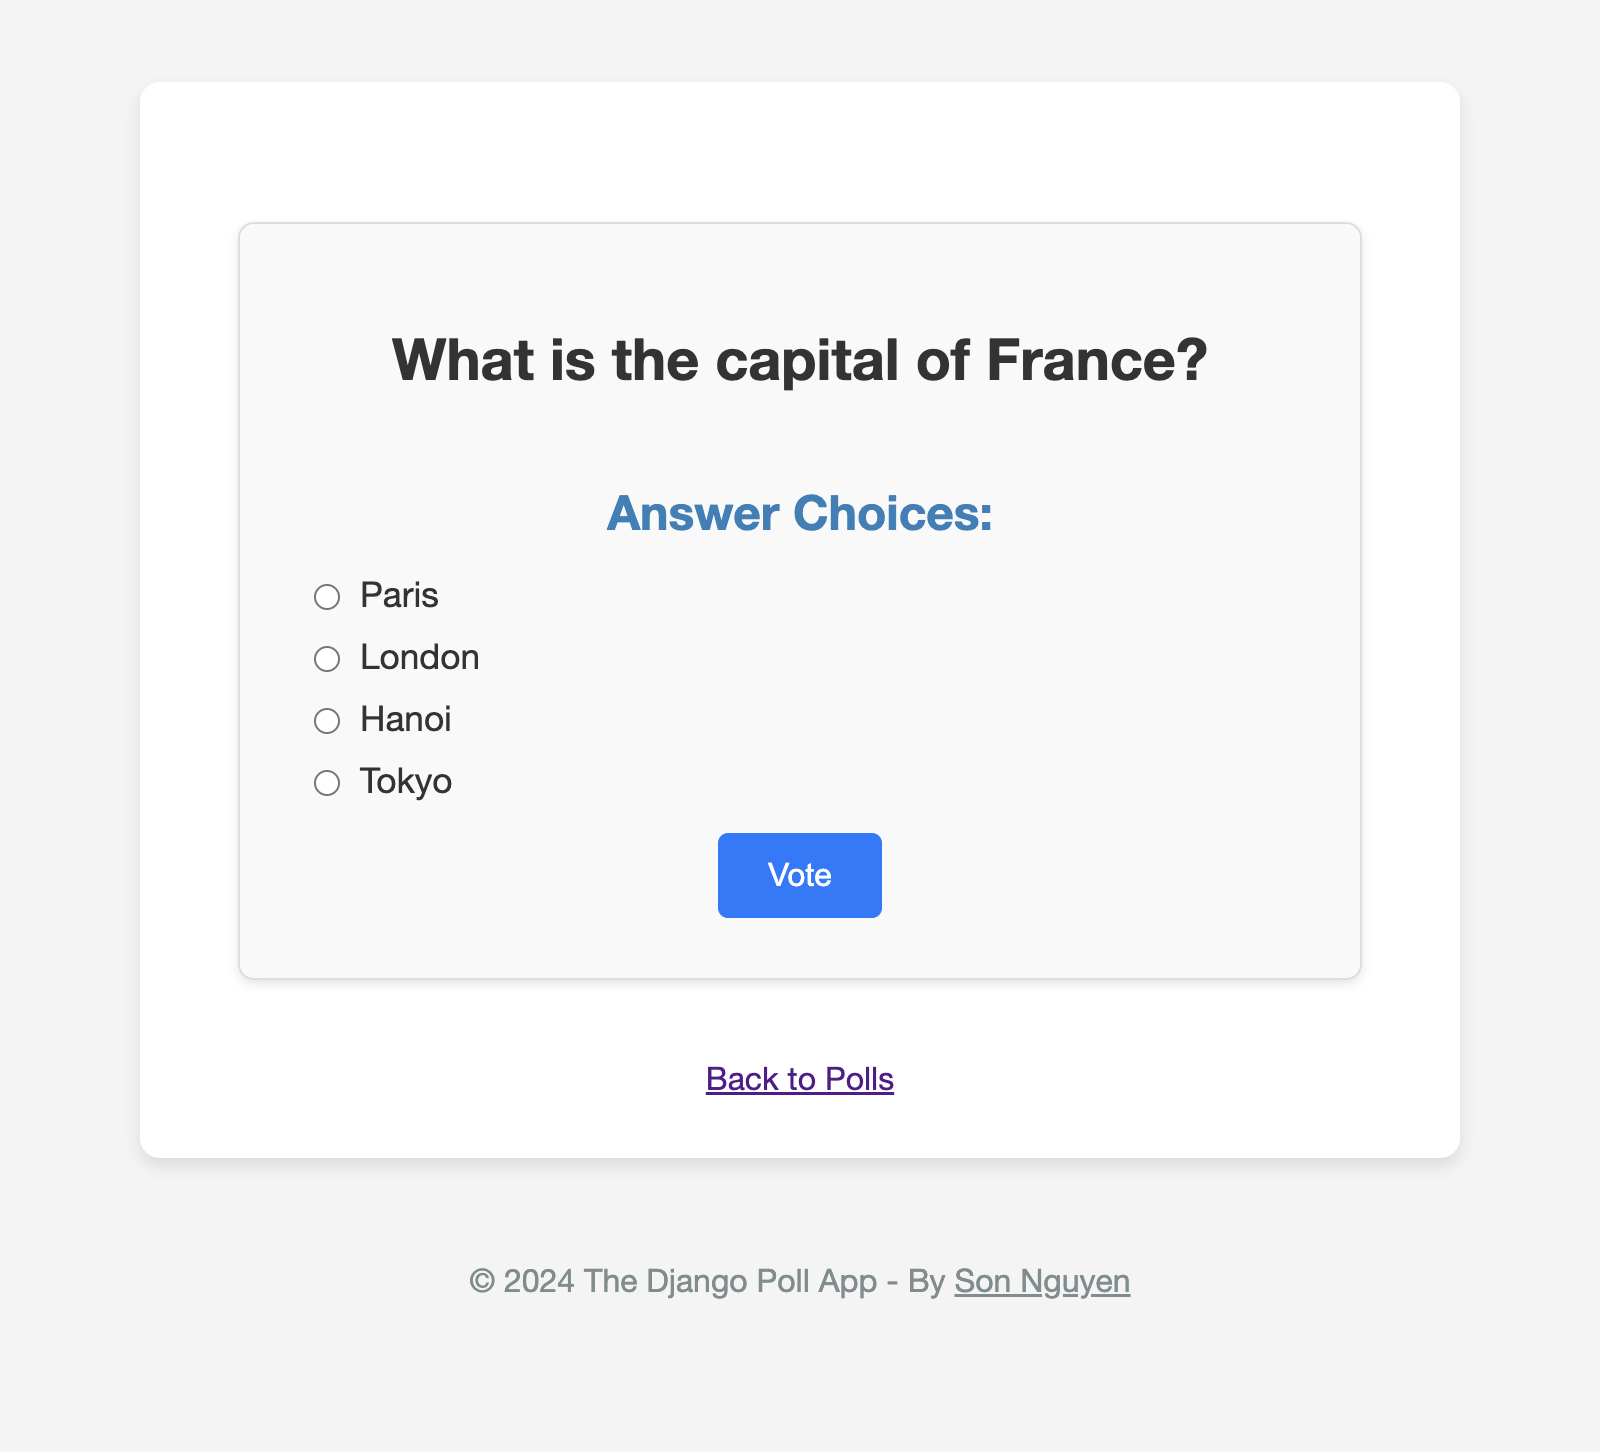 What is the capital of France?
Answer Choices:
Paris
London
Hanoi
Tokyo
Vote
Back to Polls
© 2024 The Django Poll App - By Son Nguyen